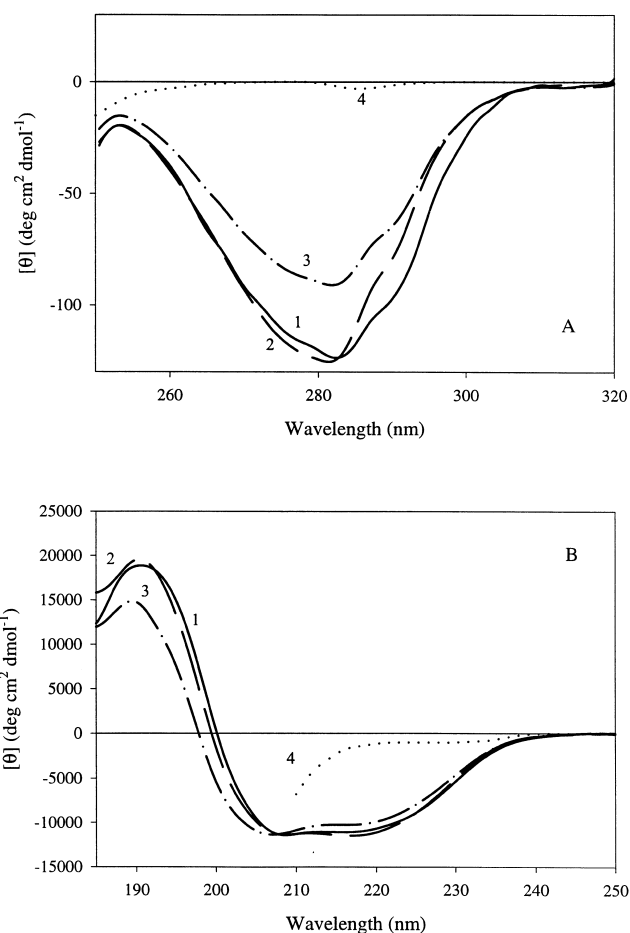 0
-50
-100
[θ] (deg cm² dmol⁻¹)
4
3
1
2
A
260 280 300 320
Wavelength (nm)
25000
20000
15000
10000
5000
0
-5000
-10000
-15000
[θ] (deg cm² dmol⁻¹)
B
2
3
1
4
190 200 210 220 230 240 250
Wavelength (nm)